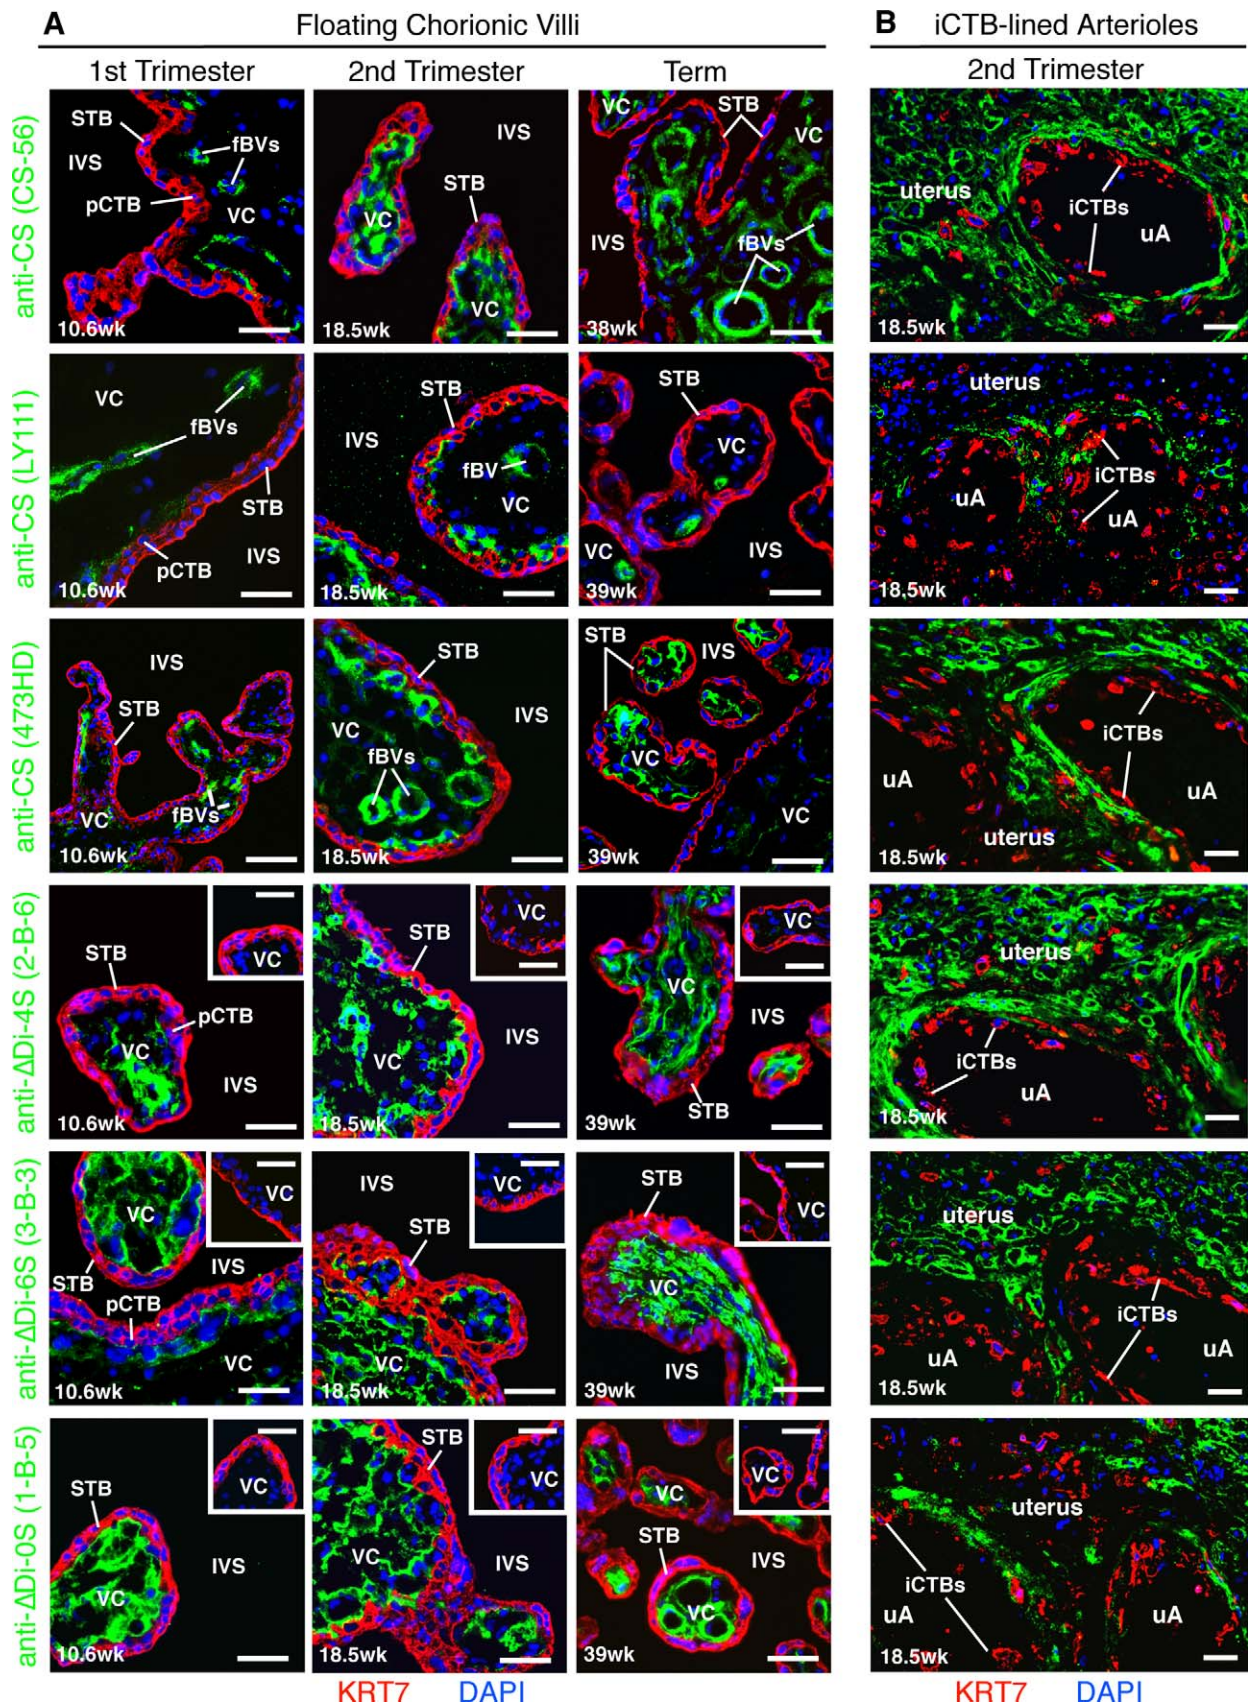 A
Floating Chorionic Villi
B
iCTB-lined Arterioles
1st Trimester
2nd Trimester
Term
2nd Trimester
anti-CS (CS-56)
STB
IVS
fBVs
pCTB
VC
10.6wk
IVS
STB
VC
VC
18.5wk
VC
STB
VC
IVS
fBVs
38wk
uterus
iCTBs
uA
18.5wk
anti-CS (LY111)
VC
fBVs
STB
pCTB
IVS
10.6wk
STB
IVS
fBV
VC
18.5wk
STB
VC
VC
IVS
39wk
uterus
iCTBs
uA
uA
18.5wk
anti-CS (473HD)
IVS
STB
fBVs
VC
10.6wk
STB
VC
IVS
fBVs
18.5wk
STB
IVS
VC
VC
39wk
iCTBs
uA
uA
uterus
18.5wk
anti-ΔDi-4S (2-B-6)
VC
STB
pCTB
VC
IVS
10.6wk
VC
STB
IVS
VC
18.5wk
VC
VC
IVS
STB
39wk
uterus
iCTBs
uA
18.5wk
anti-ΔDi-6S (3-B-3)
VC
VC
IVS
STB
pCTB
VC
10.6wk
VC
IVS
STB
VC
18.5wk
STB
VC
VC
IVS
39wk
uterus
iCTBs
uA
uA
18.5wk
anti-ΔDi-0S (1-B-5)
VC
STB
IVS
VC
10.6wk
STB
VC
VC
IVS
18.5wk
VC
VC
STB
IVS
VC
39wk
uterus
iCTBs
uA
uA
18.5wk
KRT7 DAPI
KRT7 DAPI